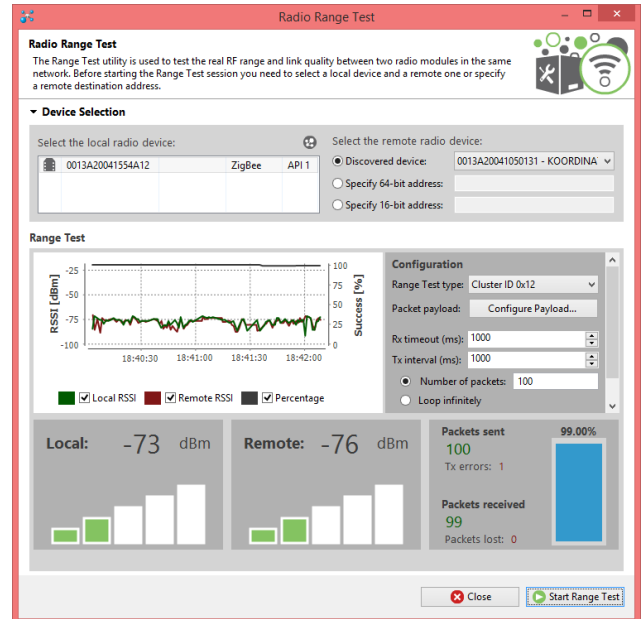 Radio Range Test
Radio Range Test
The Range Test utility is used to test the real RF range and link quality between two radio modules in the same
network. Before starting the Range Test session you need to select a local device and a remote one or specify
a remote destination address.
Device Selection
Select the local radio device:
0013A20041554A12 ZigBee API 1
Select the remote radio device:
Discovered device: 0013A20041050131 - KOORDINA
Specify 64-bit address:
Specify 16-bit address:
Range Test
RSSI [dBm]
-25
-50
-75
-100
100
75
50
25
0
Success [%]
18:40:30 18:41:00 18:41:30 18:42:00
Local RSSI Remote RSSI Percentage
Configuration
Range Test type: Cluster ID 0x12
Packet payload: Configure Payload...
Rx timeout (ms): 1000
Tx interval (ms): 1000
Number of packets: 100
Loop infinitely
Local: -73 dBm
Remote: -76 dBm
Packets sent
100
Tx errors: 1
Packets received
99
Packets lost: 0
99.00%
Close
Start Range Test